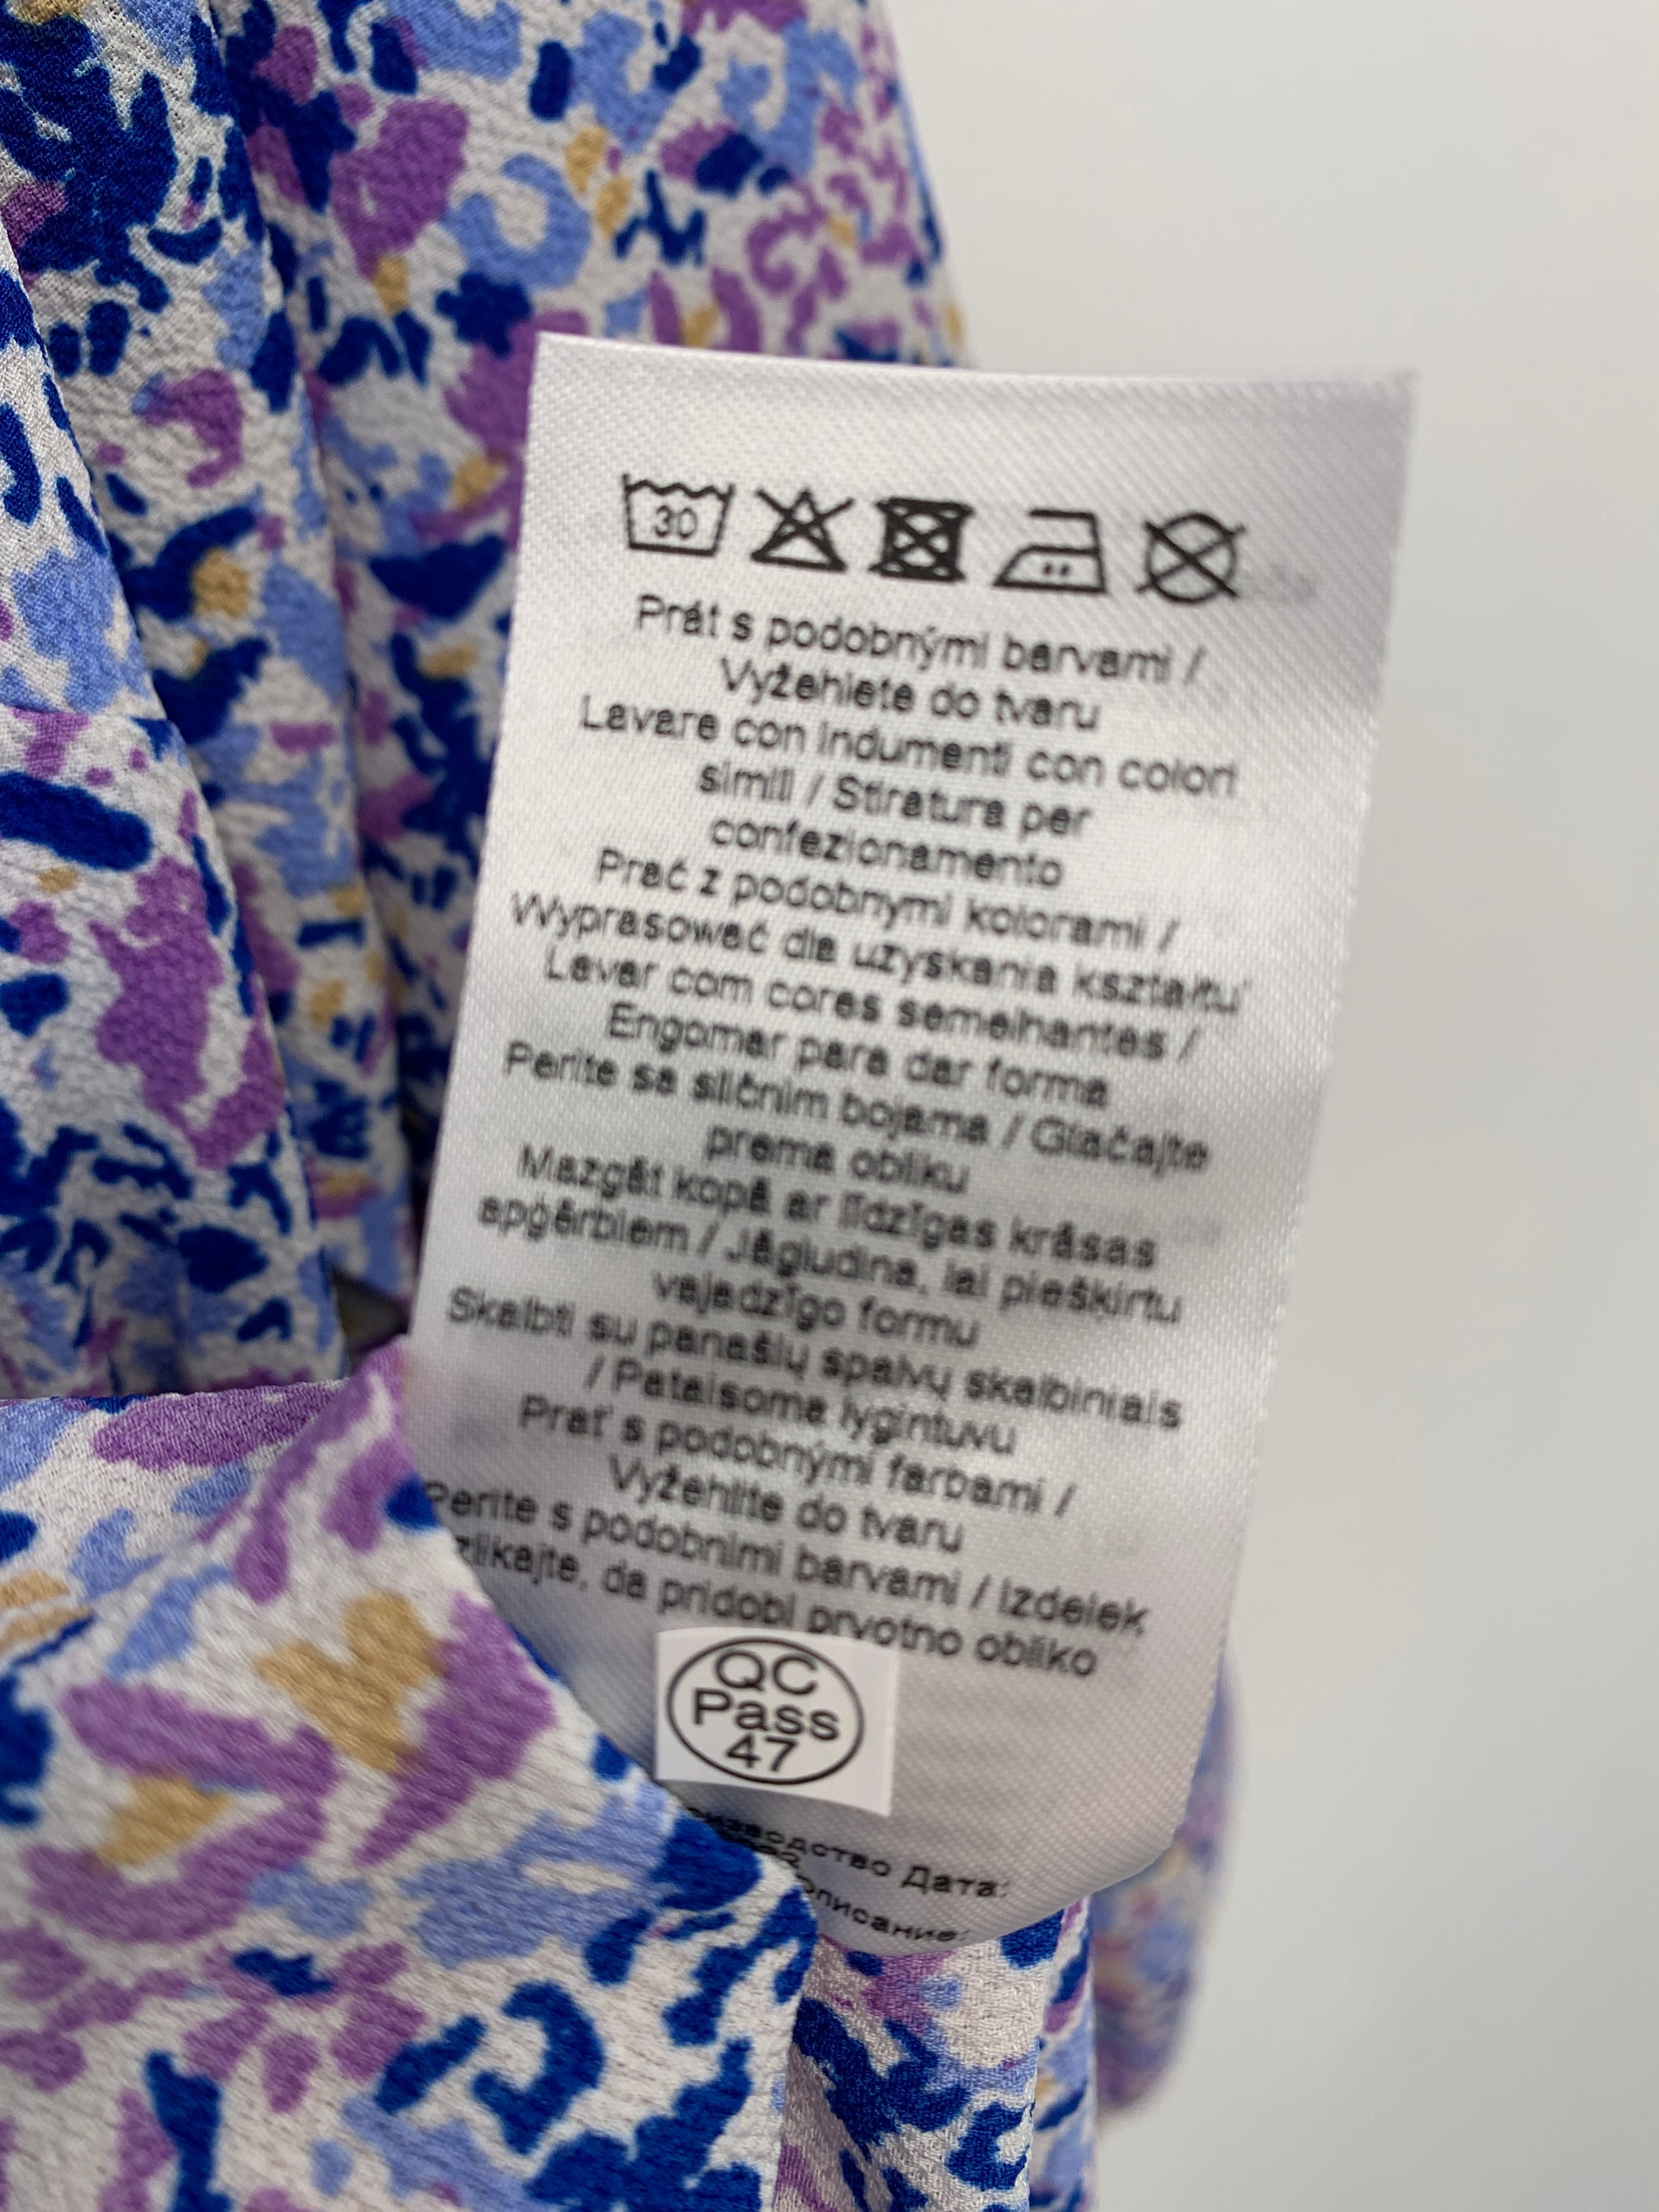 30
Prát s podobnými barvami /
Vyžehlete do tvaru
Lavare con indumenti con colori
simili / Stiratura per
confezionamento
Prać z podobnymi kolorami /
Wyprasować dla uzyskania kształtu
Lavar com cores semelhantes /
Engomar para dar forma
Perite sa sličnim bojama / Glačajte
prema obliku
Mazgāt kopā ar līdzīgas krāsas
apģērbiem / Jāgludina, lai piešķirtu
vajadzīgo formu
Skalbti su panašių spalvų skalbiniais
/ Pataisoma lygintuvu
Prať s podobnými farbami /
Vyžehlite do tvaru
Perite s podobnimi barvami / Izdelek
zlikajte, da pridobi prvotno obliko
QC
Pass
47
Дата:
Описание: